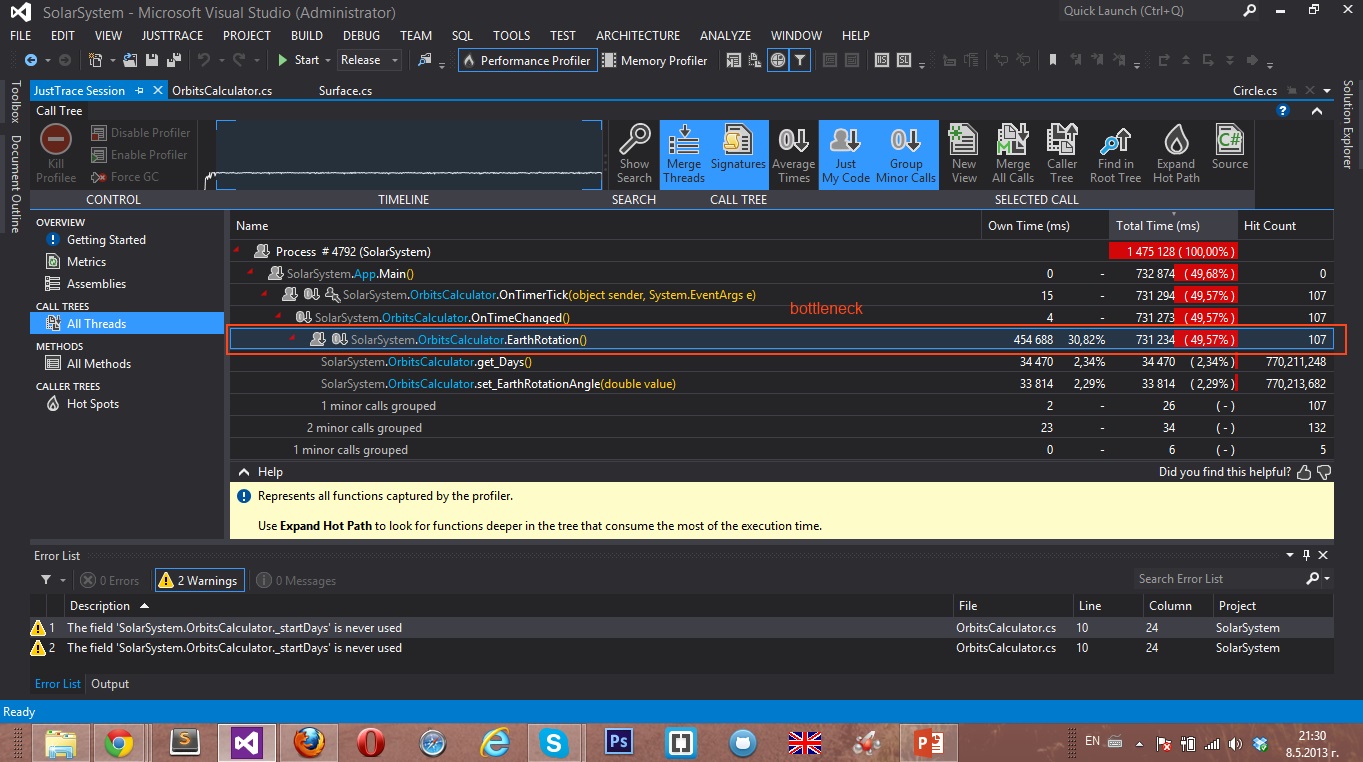 SolarSystem - Microsoft Visual Studio (Administrator)
Quick Launch (Ctrl+Q)
FILE EDIT VIEW JUSTTRACE PROJECT BUILD DEBUG TEAM SQL TOOLS TEST ARCHITECTURE ANALYZE WINDOW HELP
Start Release Performance Profiler Memory Profiler
JustTrace Session OrbitsCalculator.cs Surface.cs Circle.cs
Toolbox
Document Outline
Solution Explorer
Call Tree
Kill Profilee
Disable Profiler
Enable Profiler
Force GC
Show Search
Merge Threads
Signatures
Average Times
Just My Code
Group Minor Calls
New View
Merge All Calls
Caller Tree
Find in Root Tree
Expand Hot Path
Source
CONTROL TIMELINE SEARCH CALL TREE SELECTED CALL
OVERVIEW
Getting Started
Metrics
Assemblies
CALL TREES
All Threads
METHODS
All Methods
CALLER TREES
Hot Spots
Name Own Time (ms) Total Time (ms) Hit Count
Process # 4792 (SolarSystem) 1 475 128 ( 100,00% )
SolarSystem.App.Main() 0 - 732 874 ( 49,68% ) 0
SolarSystem.OrbitsCalculator.OnTimerTick(object sender, System.EventArgs e) 15 - 731 294 ( 49,57% ) 107
bottleneck
SolarSystem.OrbitsCalculator.OnTimeChanged() 4 - 731 273 ( 49,57% ) 107
SolarSystem.OrbitsCalculator.EarthRotation() 454 688 30,82% 731 234 ( 49,57% ) 107
SolarSystem.OrbitsCalculator.get_Days() 34 470 2,34% 34 470 ( 2,34% ) 770,211,248
SolarSystem.OrbitsCalculator.set_EarthRotationAngle(double value) 33 814 2,29% 33 814 ( 2,29% ) 770,213,682
1 minor calls grouped 2 - 26 ( - ) 107
2 minor calls grouped 23 - 34 ( - ) 132
1 minor calls grouped 0 - 6 ( - ) 5
Help Did you find this helpful?
Represents all functions captured by the profiler.
Use Expand Hot Path to look for functions deeper in the tree that consume the most of the execution time.
Error List
0 Errors 2 Warnings 0 Messages Search Error List
Description File Line Column Project
1 The field 'SolarSystem.OrbitsCalculator._startDays' is never used OrbitsCalculator.cs 10 24 SolarSystem
2 The field 'SolarSystem.OrbitsCalculator._startDays' is never used OrbitsCalculator.cs 10 24 SolarSystem
Error List Output
Ready
EN
21:30
8.5.2013 г.